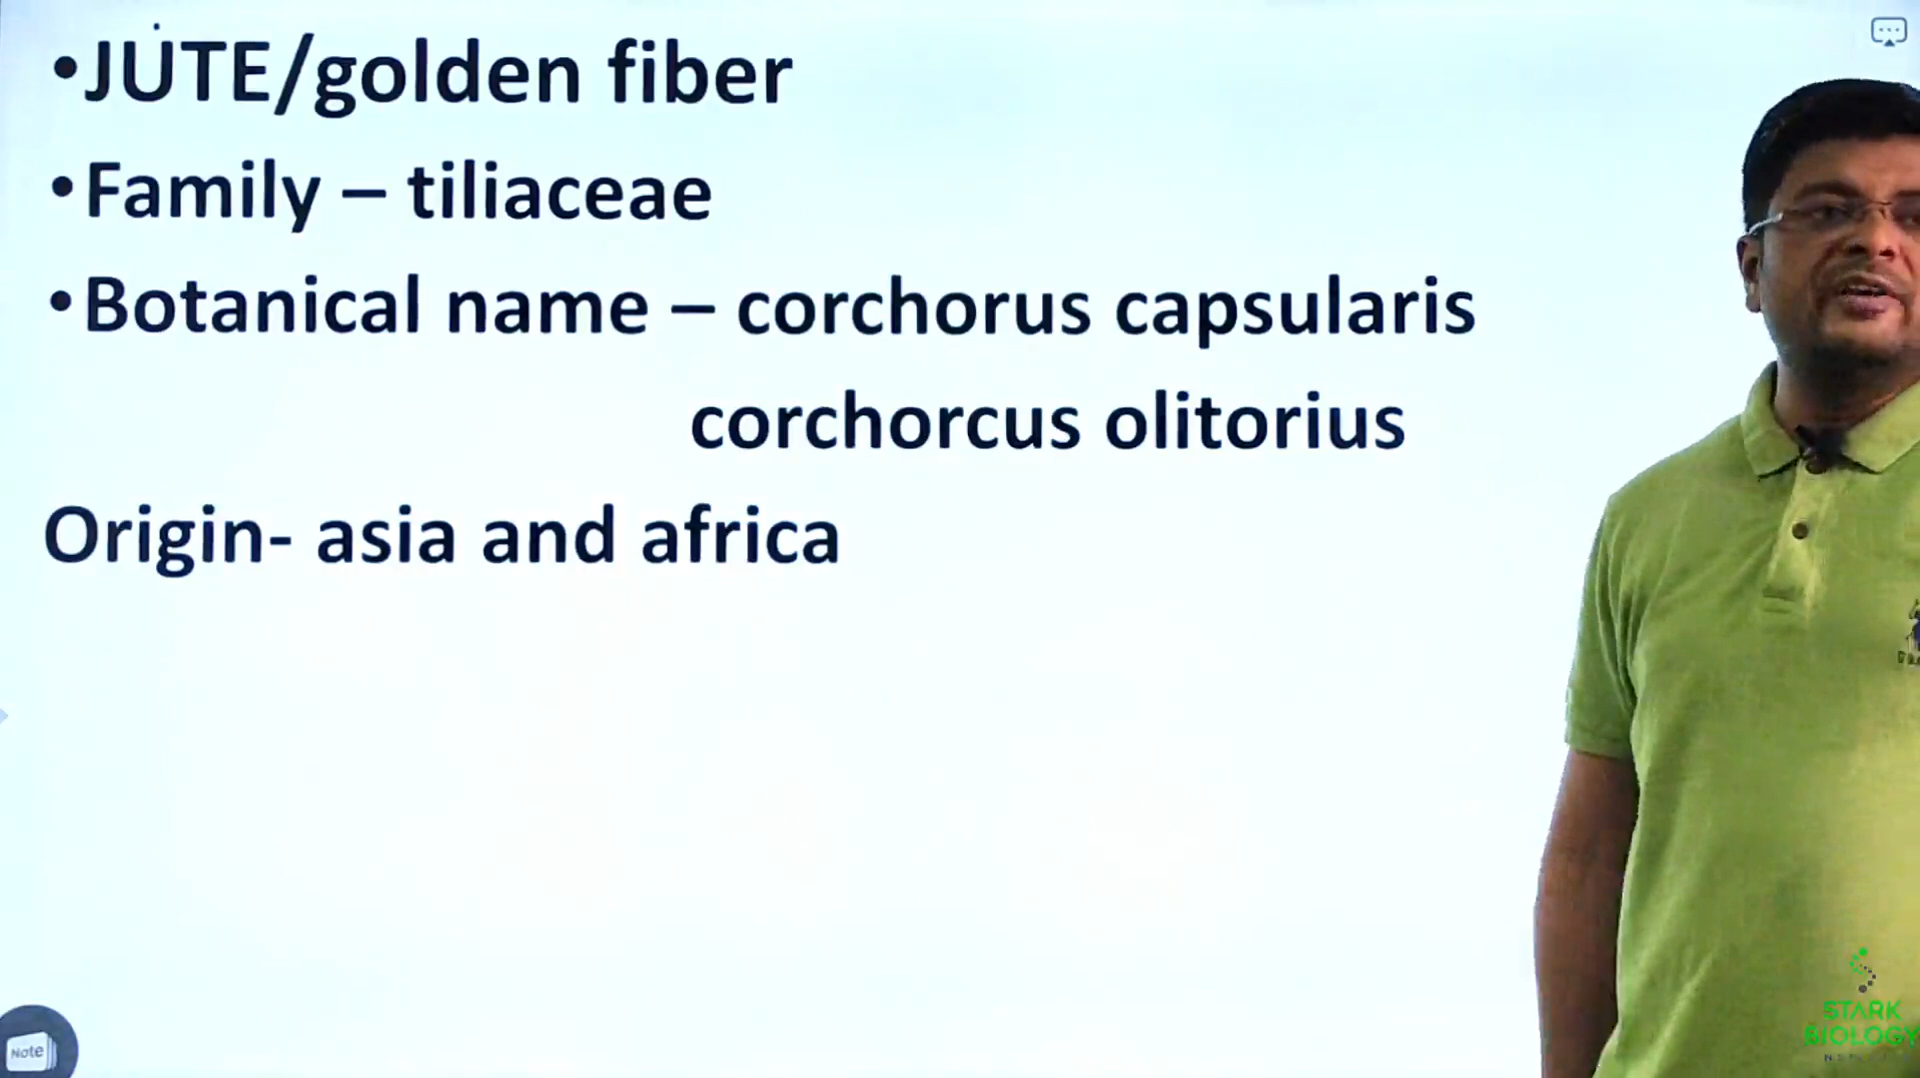 •JUTE/golden fiber
•Family – tiliaceae
•Botanical name – corchorus capsularis
corchorcus olitorius
Origin- asia and africa
Note
STARK
BIOLOGY